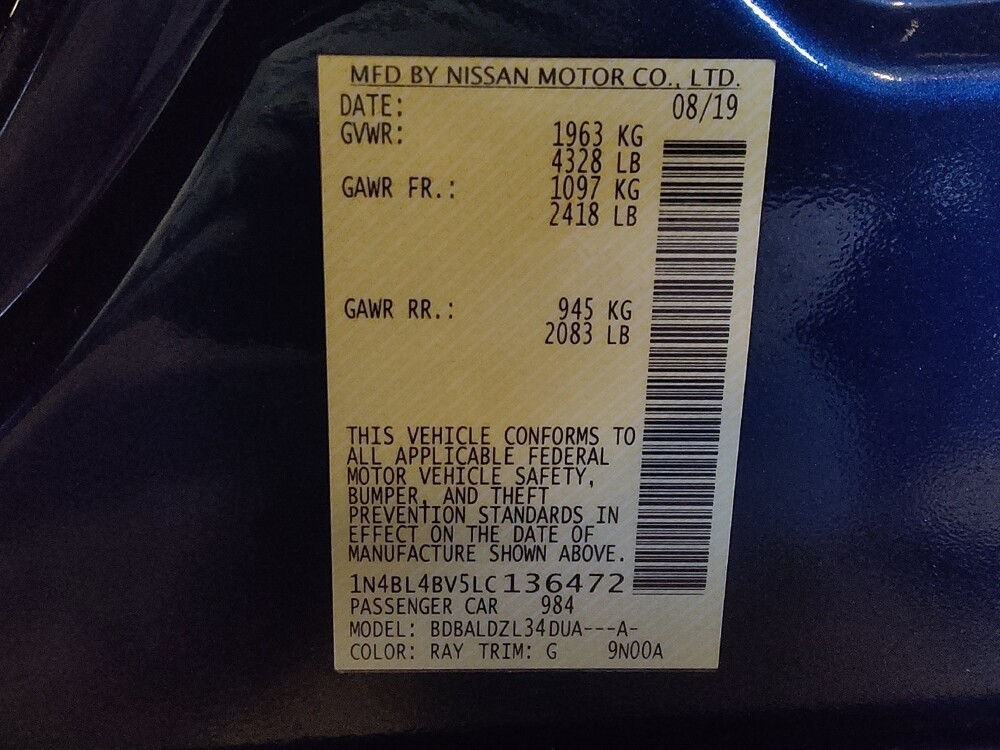 MFD BY NISSAN MOTOR CO., LTD.
DATE: 08/19
GVWR: 1963 KG
4328 LB
GAWR FR.: 1097 KG
2418 LB
GAWR RR.: 945 KG
2083 LB
THIS VEHICLE CONFORMS TO
ALL APPLICABLE FEDERAL
MOTOR VEHICLE SAFETY,
BUMPER, AND THEFT
PREVENTION STANDARDS IN
EFFECT ON THE DATE OF
MANUFACTURE SHOWN ABOVE.
1N4BL4BV5LC136472
PASSENGER CAR 984
MODEL: BDBALDZL34DUA---A-
COLOR: RAY TRIM: G 9N00A